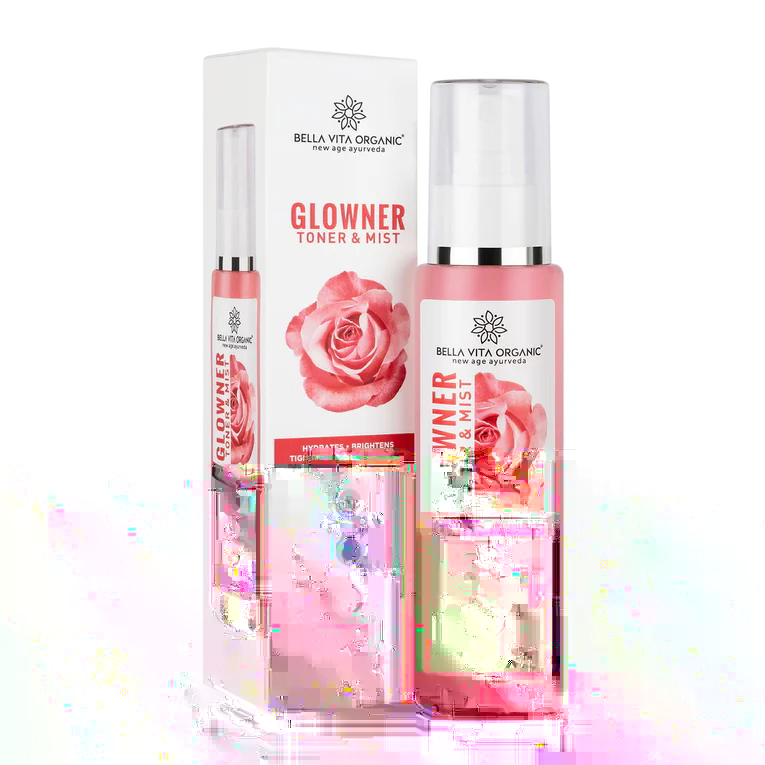 BELLA VITA ORGANIC®
new age ayurveda
GLOWNER
TONER & MIST
HYDRATES • BRIGHTENS
BELLA VITA ORGANIC®
new age ayurveda
GLOWNER
TONER & MIST
BELLA VITA ORGANIC®
new age ayurveda
& MIST